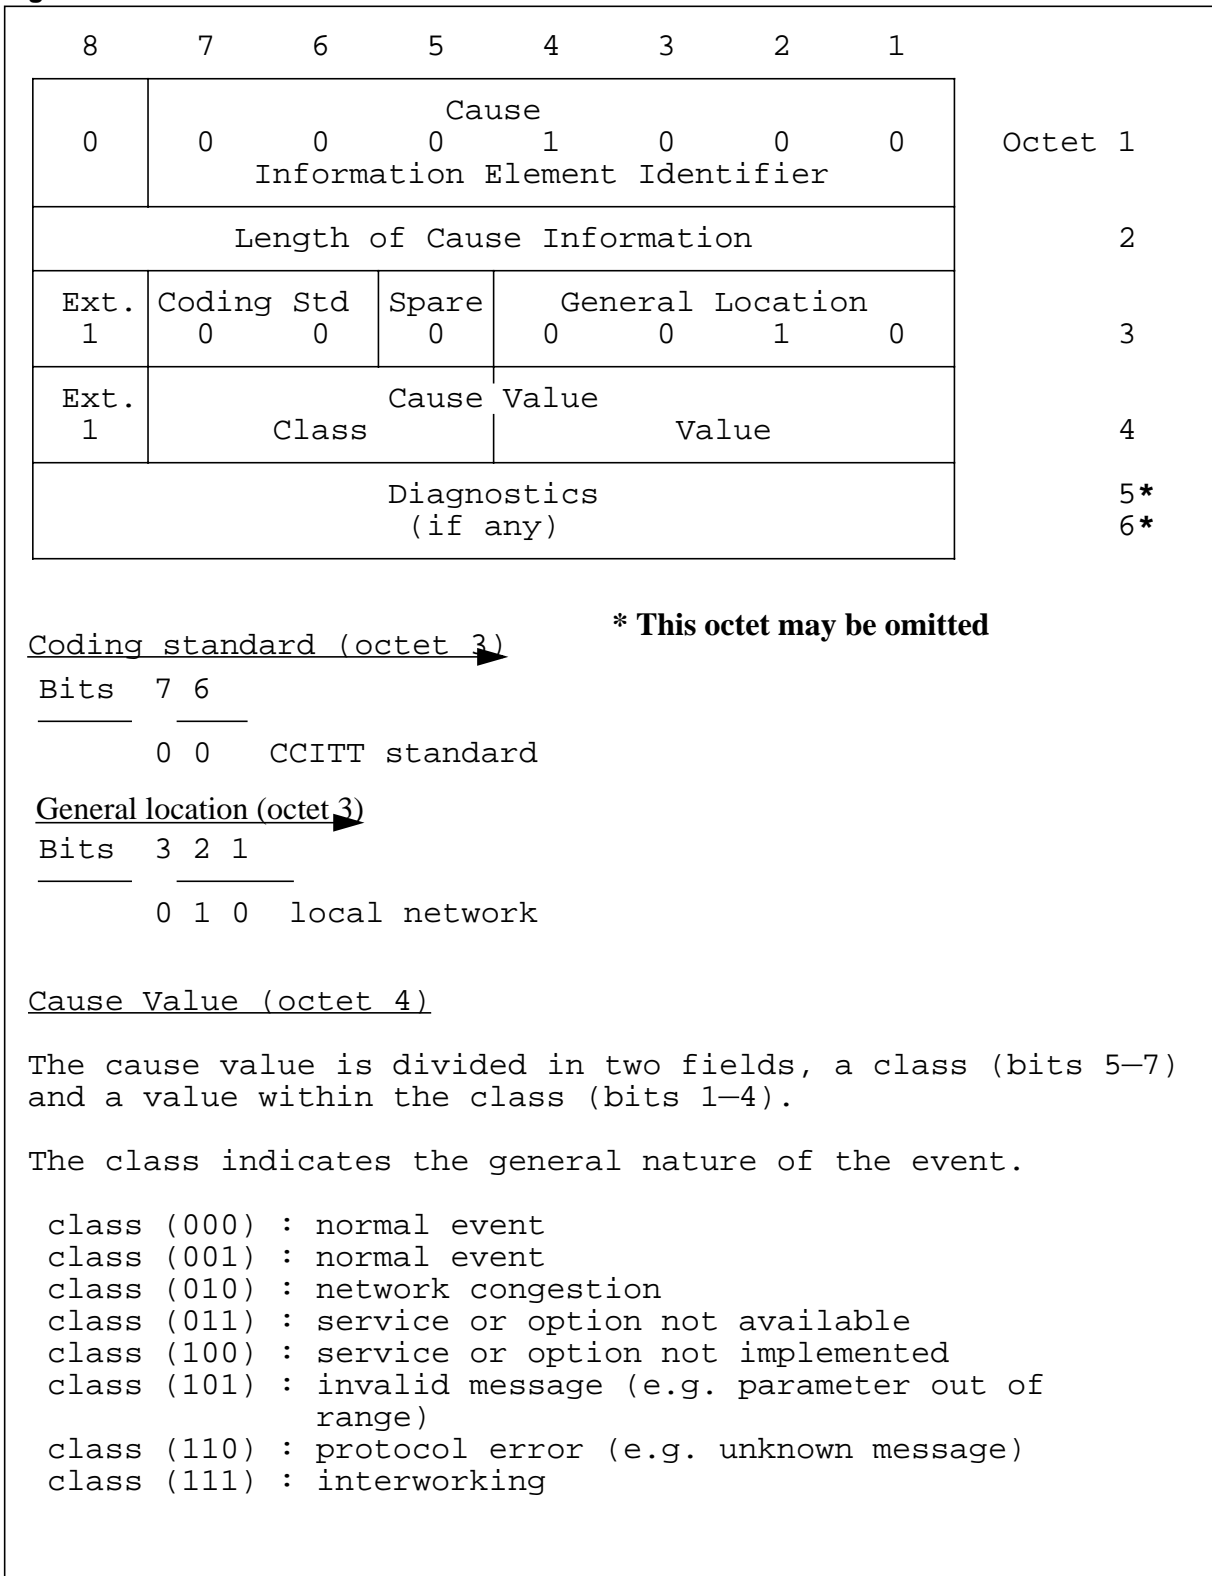 8 7 6 5 4 3 2 1
Cause
0 0 0 0 1 0 0 0 Octet 1
Information Element Identifier
Length of Cause Information 2
Ext. Coding Std Spare General Location
1 0 0 0 0 0 1 0 3
Ext. Cause Value
1 Class Value 4
Diagnostics 5*
(if any) 6*
* This octet may be omitted
Coding standard (octet 3)
Bits 7 6
0 0 CCITT standard
General location (octet 3)
Bits 3 2 1
0 1 0 local network
Cause Value (octet 4)
The cause value is divided in two fields, a class (bits 5—7)
and a value within the class (bits 1—4).
The class indicates the general nature of the event.
class (000) : normal event
class (001) : normal event
class (010) : network congestion
class (011) : service or option not available
class (100) : service or option not implemented
class (101) : invalid message (e.g. parameter out of
range)
class (110) : protocol error (e.g. unknown message)
class (111) : interworking